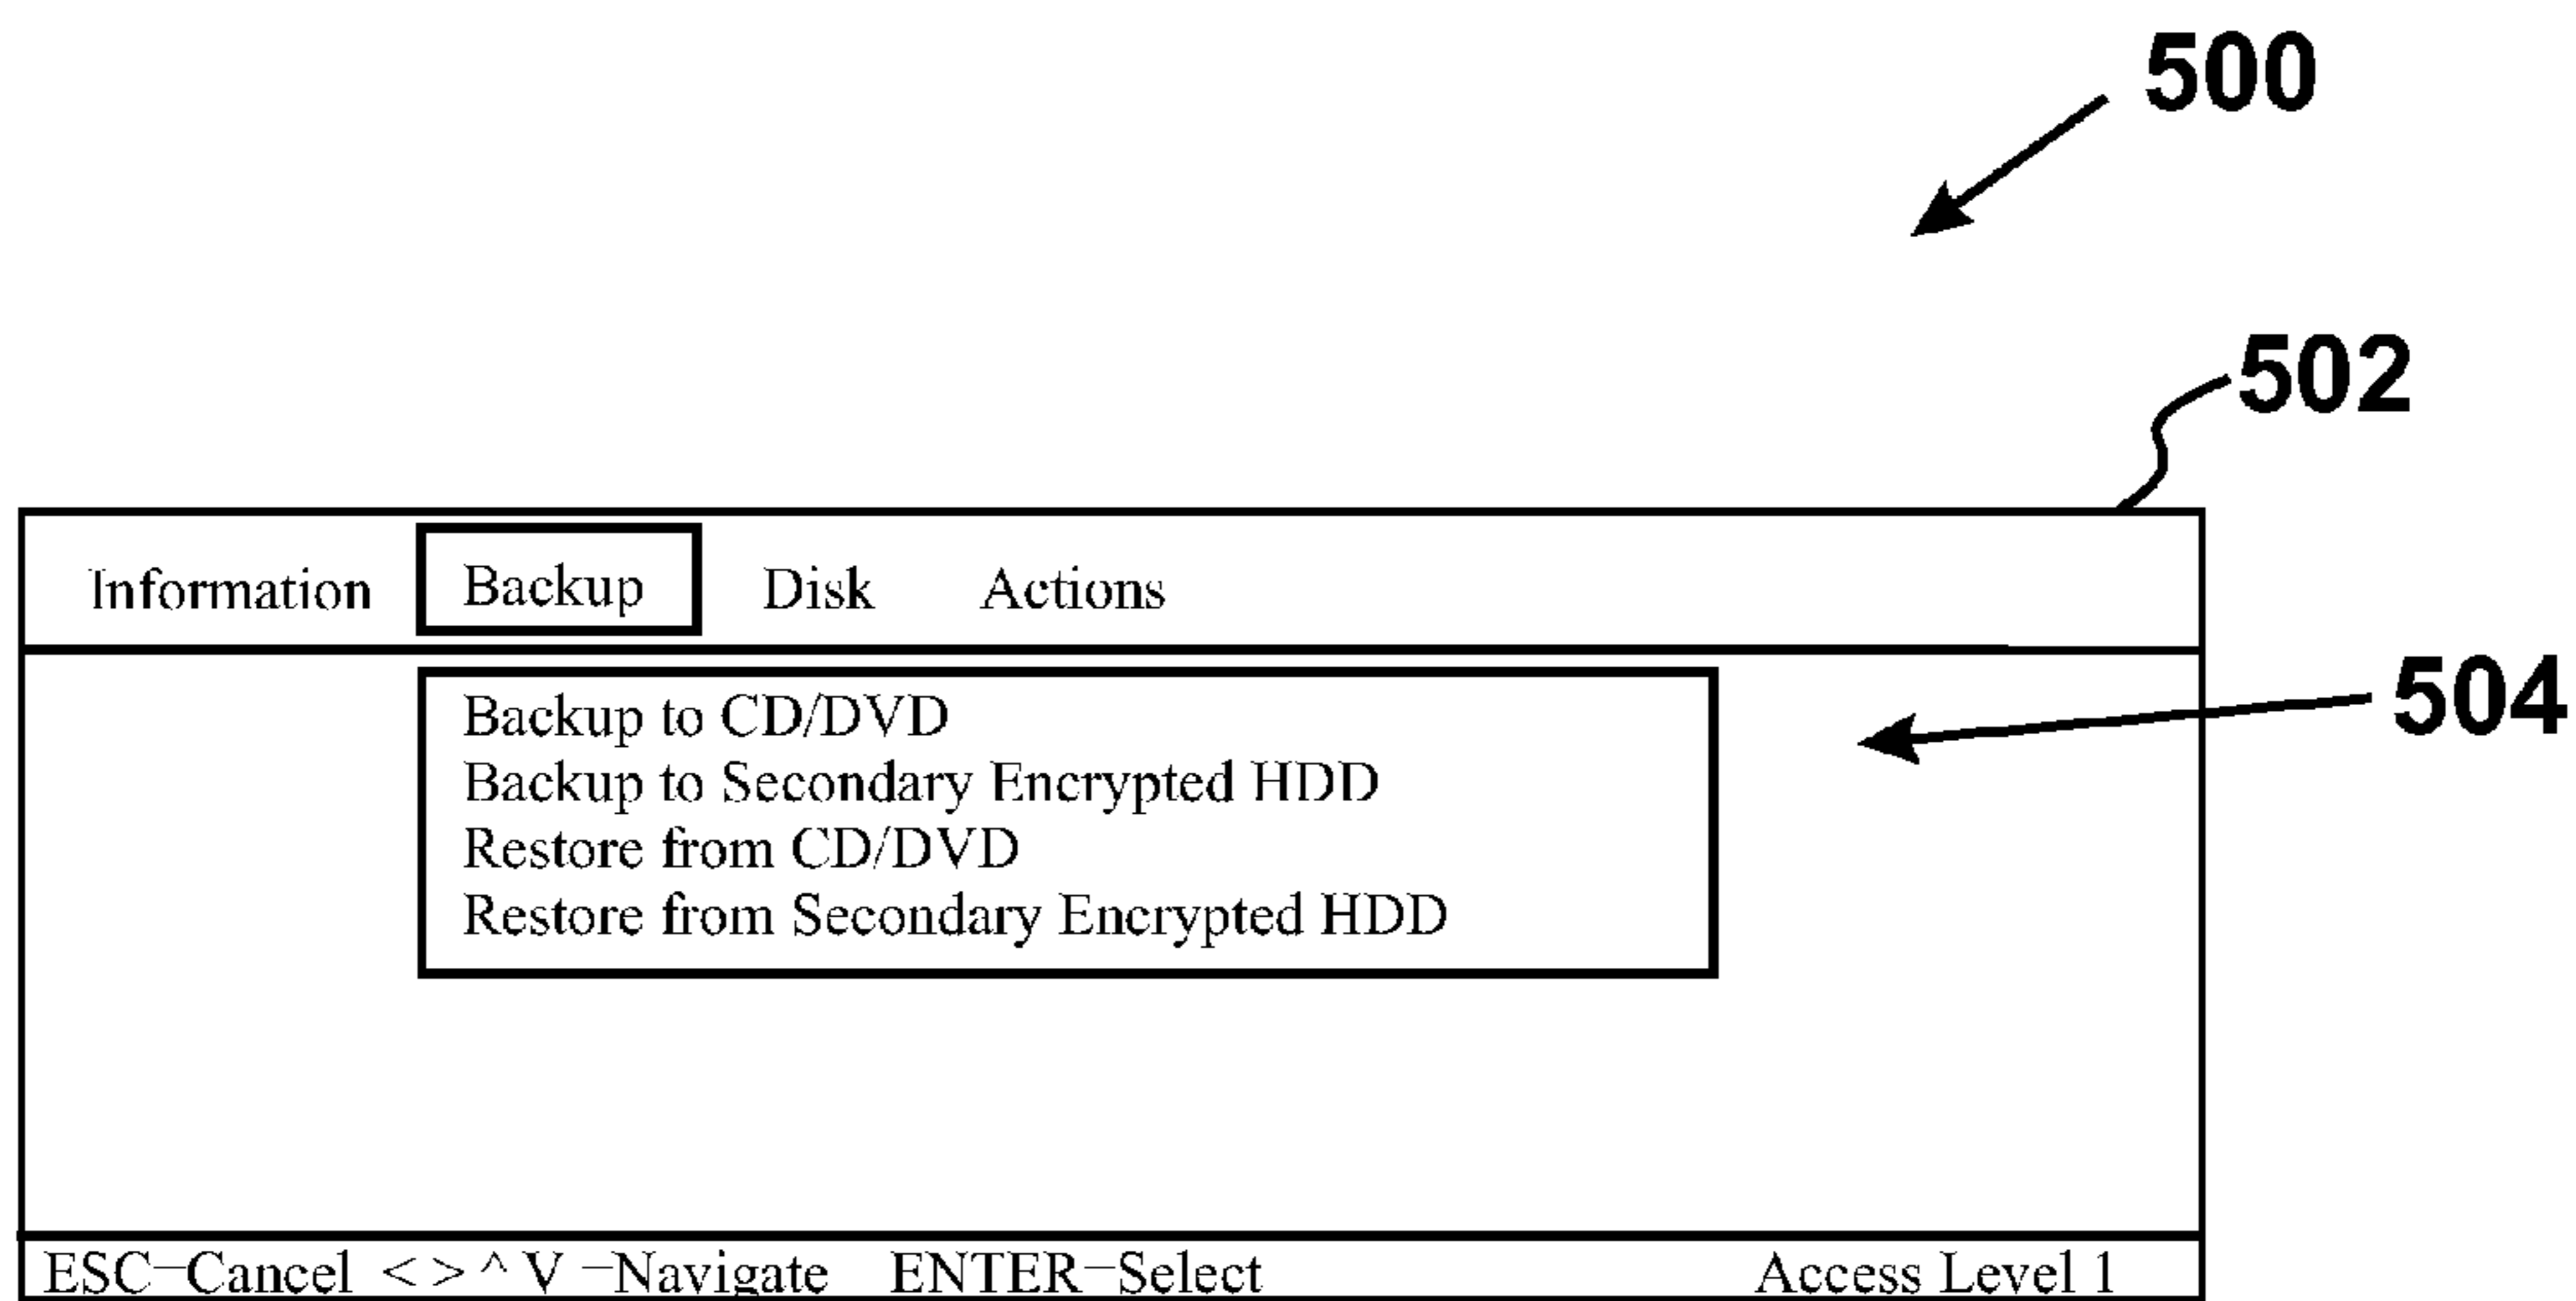 500
502
Information Backup Disk Actions
504
Backup to CD/DVD
Backup to Secondary Encrypted HDD
Restore from CD/DVD
Restore from Secondary Encrypted HDD
ESC-Cancel < > ^ V -Navigate ENTER-Select Access Level 1